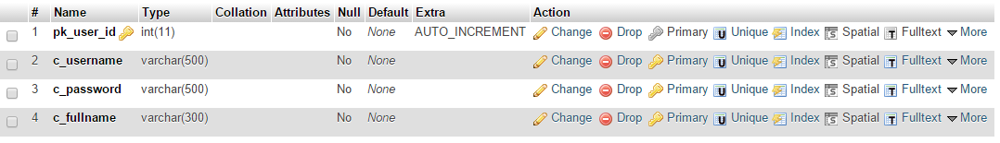 # Name Type Collation Attributes Null Default Extra Action
1 pk_user_id int(11) No None AUTO_INCREMENT Change Drop Primary Unique Index Spatial Fulltext More
2 c_username varchar(500) No None Change Drop Primary Unique Index Spatial Fulltext More
3 c_password varchar(500) No None Change Drop Primary Unique Index Spatial Fulltext More
4 c_fullname varchar(300) No None Change Drop Primary Unique Index Spatial Fulltext More